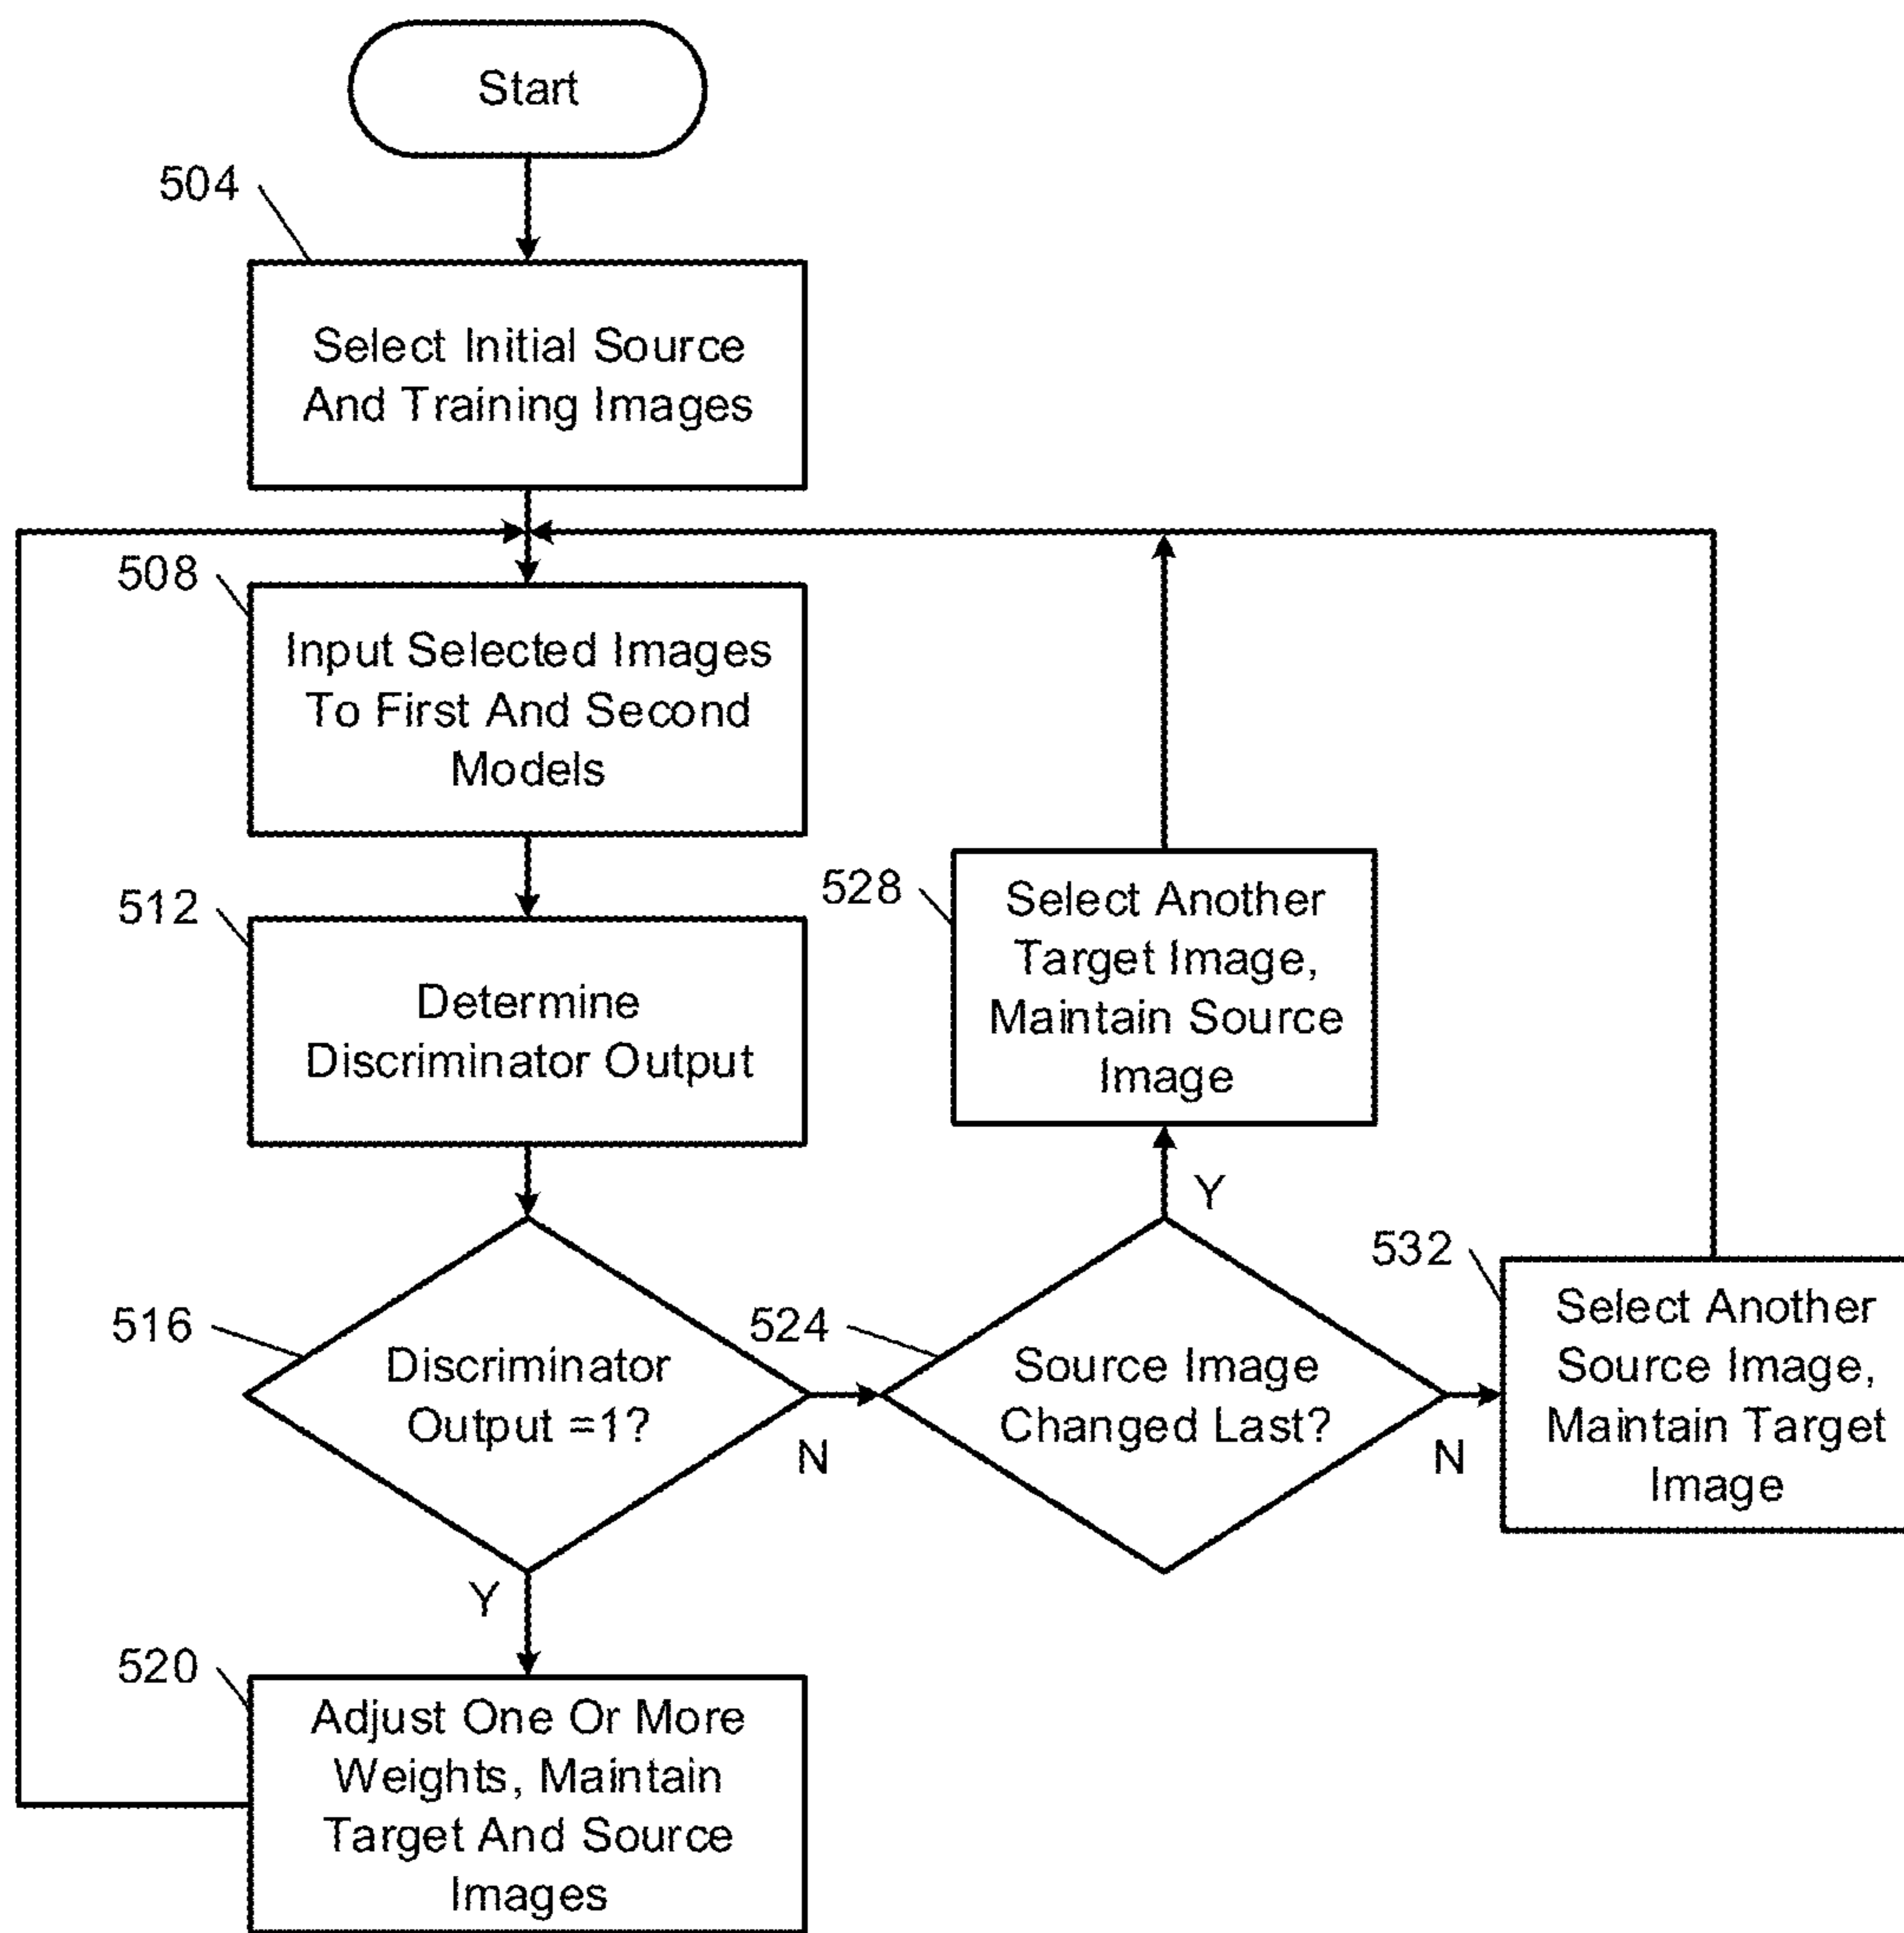 Start
504
Select Initial Source
And Training Images
508
Input Selected Images
To First And Second
Models
512
Determine
Discriminator Output
528
Select Another
Target Image,
Maintain Source
Image
Y
516
Discriminator
Output =1?
N
524
Source Image
Changed Last?
N
532
Select Another
Source Image,
Maintain Target
Image
Y
520
Adjust One Or More
Weights, Maintain
Target And Source
Images